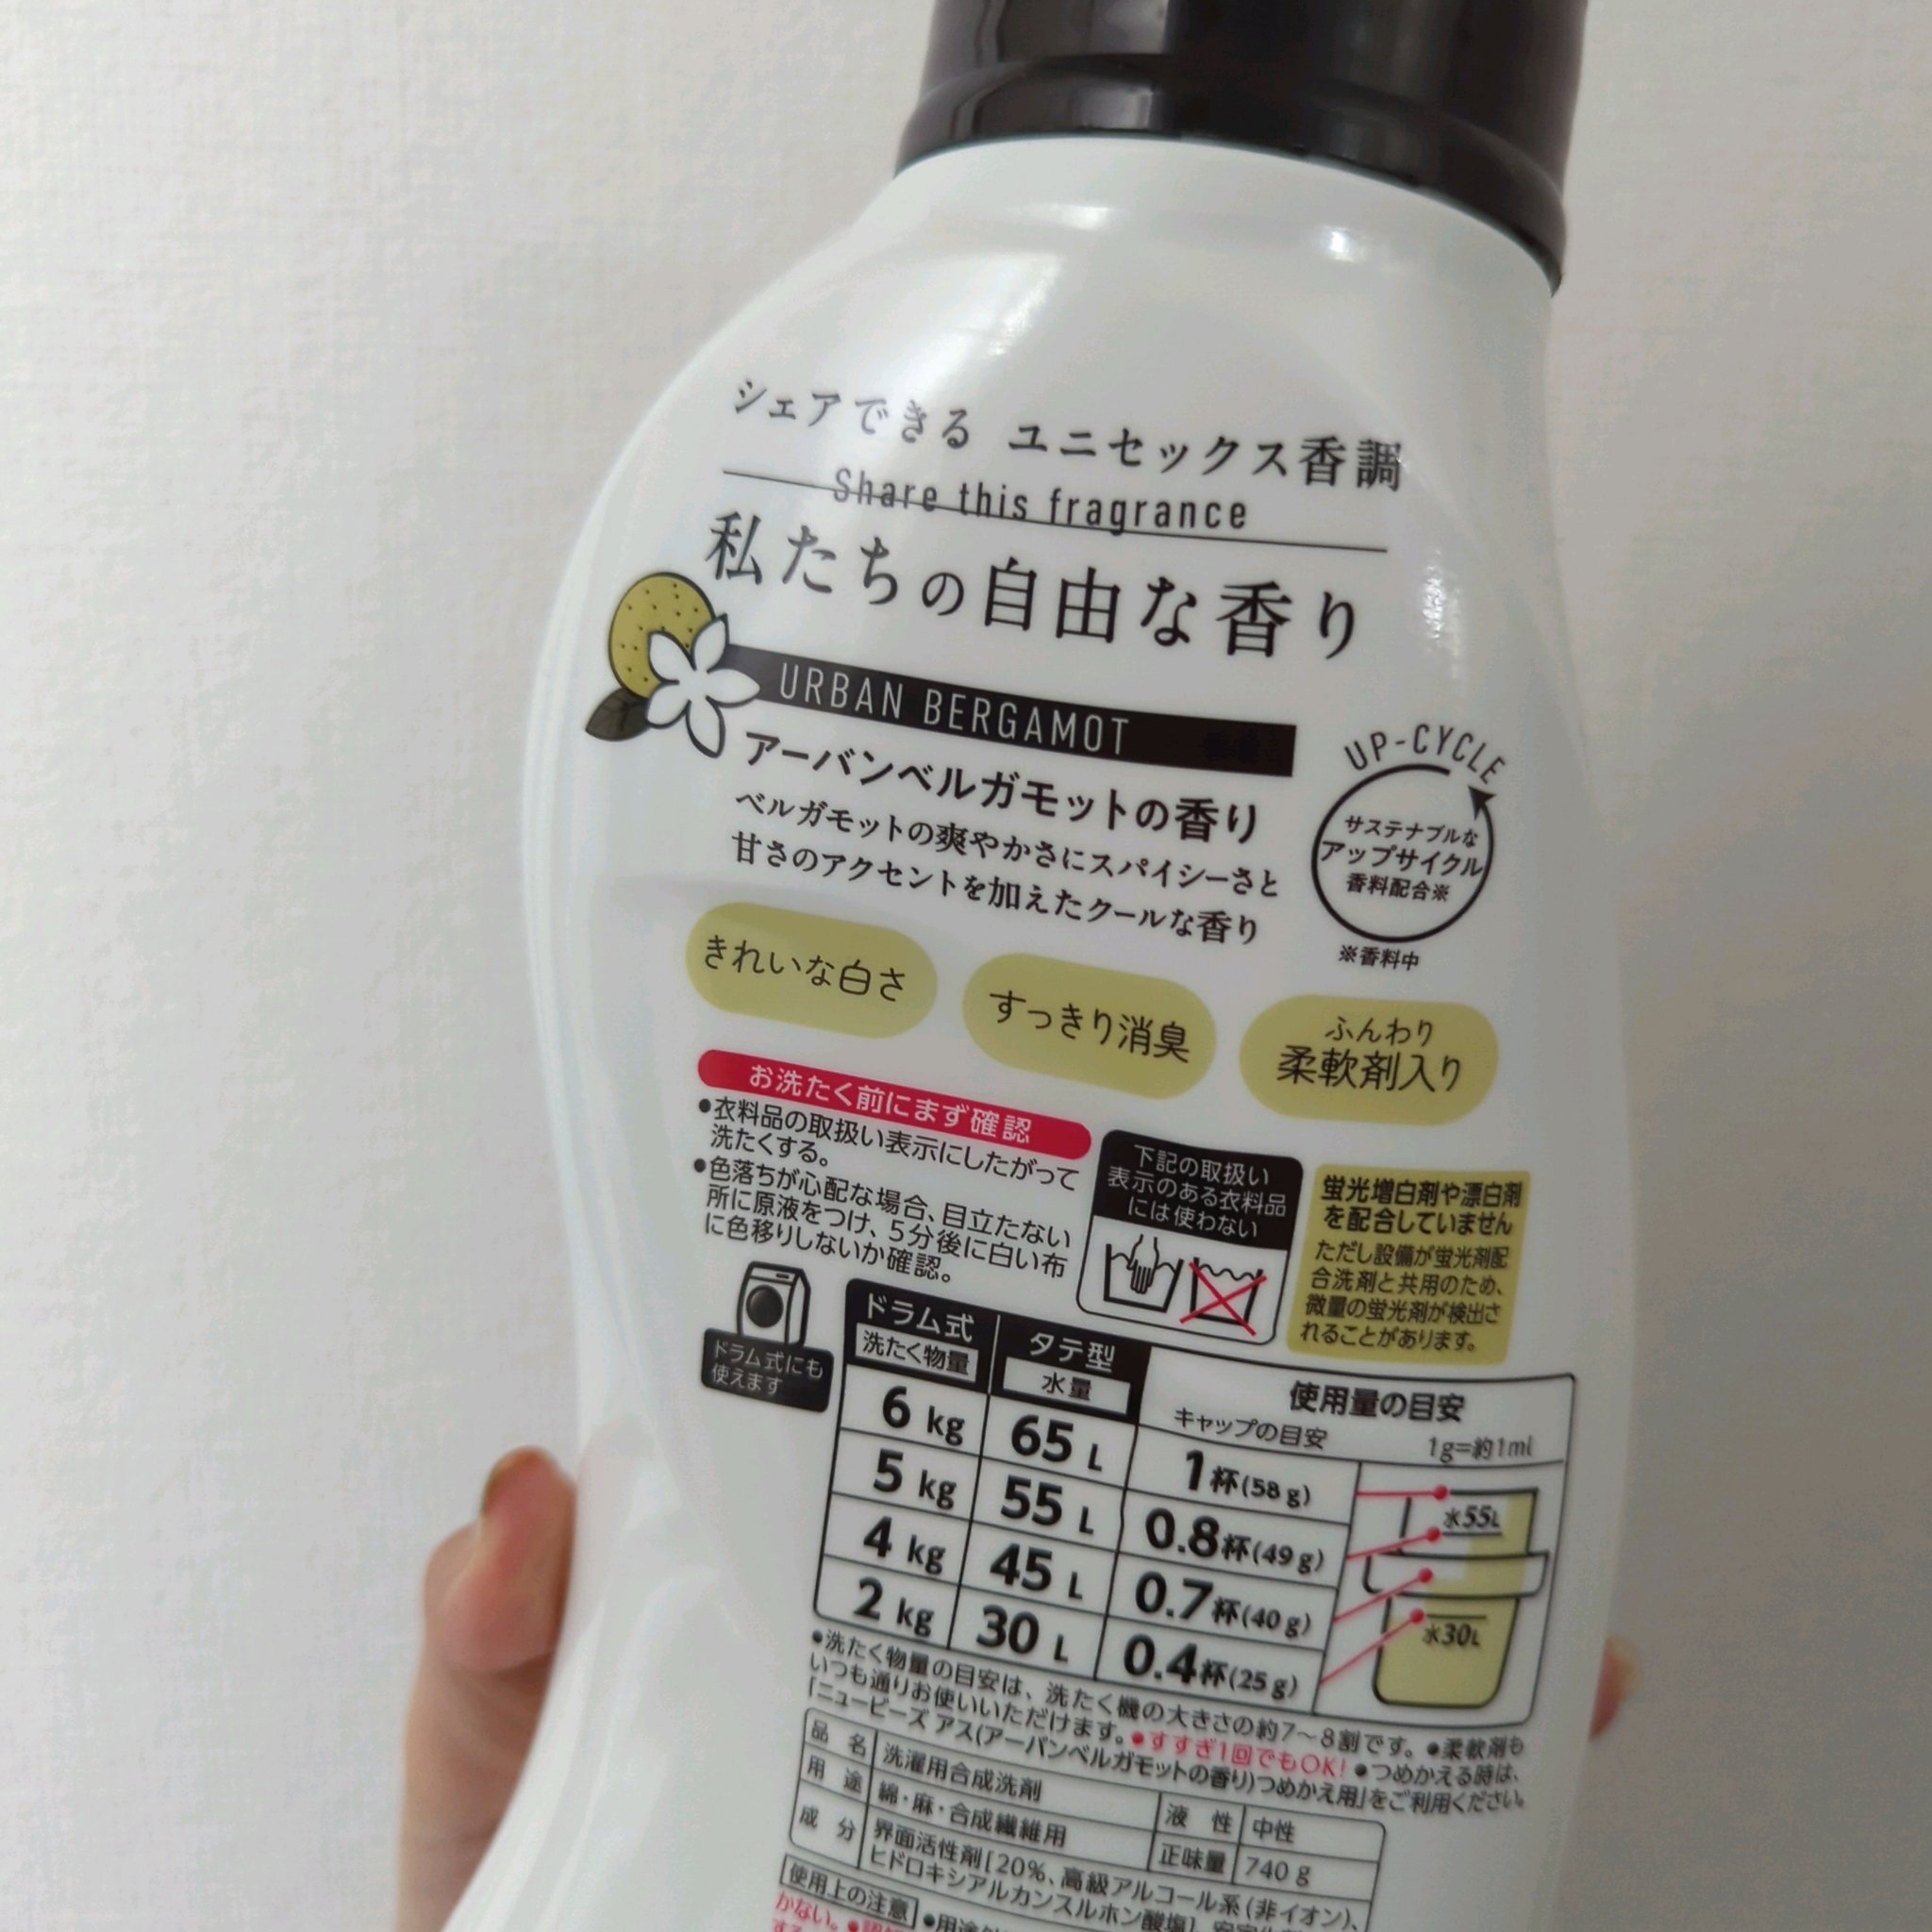 シェアできる ユニセックス香調
Share this fragrance
私たちの自由な香り
URBAN BERGAMOT
アーバンベルガモットの香り
ベルガモットの爽やかさにスパイシーさと
甘さのアクセントを加えたクールな香り
UP-CYCLE
サステナブルな
アップサイクル
香料配合※
※香料中
きれいな白さ
すっきり消臭
ふんわり
柔軟剤入り
お洗たく前にまず確認
●衣料品の取扱い表示にしたがって
洗たくする。
●色落ちが心配な場合、目立たない
所に原液をつけ、5分後に白い布
に色移りしないか確認。
下記の取扱い
表示のある衣料品
には使わない
蛍光増白剤や漂白剤
を配合していません
ただし設備が蛍光剤配
合洗剤と共用のため、
微量の蛍光剤が検出さ
れることがあります。
ドラム式にも
使えます
ドラム式 タテ型 使用量の目安
洗たく物量 水量 キャップの目安 1g=約1ml
6 kg 65 L 1杯(58g)
5 kg 55 L 0.8杯(49g)
4 kg 45 L 0.7杯(40g)
2 kg 30 L 0.4杯(25g)
水55L
水30L
●洗たく物量の目安は、洗たく機の大きさの約7〜8割です。●柔軟剤も
いつも通りお使いいただけます。●すすぎ1回でもOK!●つめかえる時は、
「ニュービーズ アス(アーバンベルガモットの香り)つめかえ用」をご利用ください。
品名 洗濯用合成洗剤 液性 中性
用途 綿・麻・合成繊維用 正味量 740g
成分 界面活性剤[20%、高級アルコール系(非イオン)、
ヒドロキシアルカンスルホン酸塩]、
使用上の注意
かない。